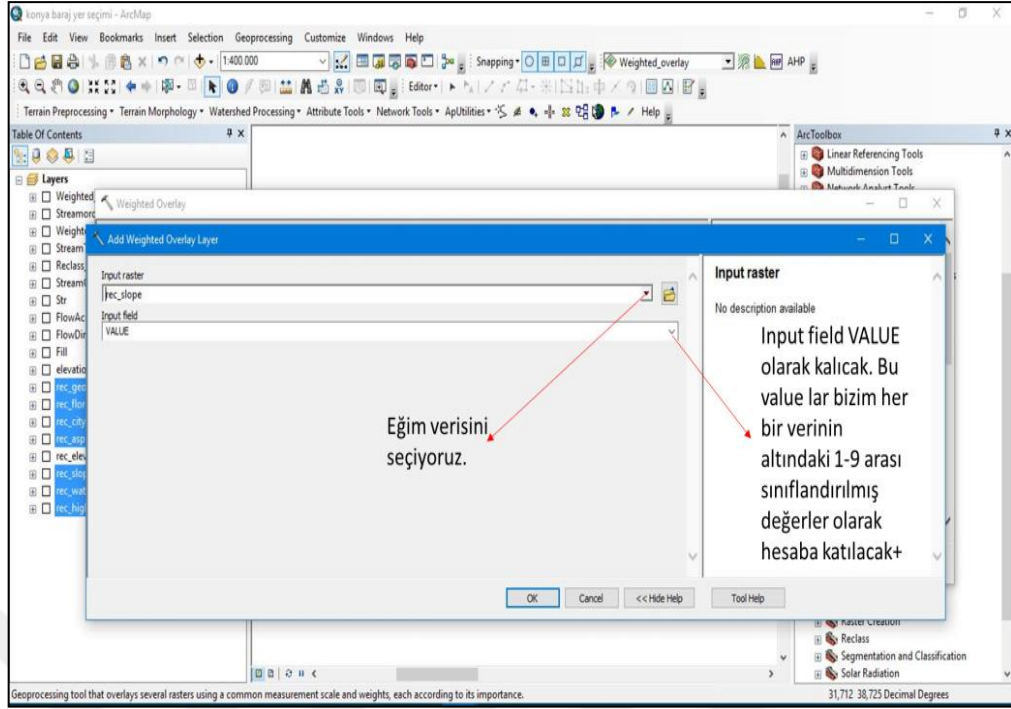 konya baraj yer seçimi - ArcMap
File Edit View Bookmarks Insert Selection Geoprocessing Customize Windows Help
1:400.000 Snapping Weighted_overlay AHP
Editor
Terrain Preprocessing Terrain Morphology Watershed Processing Attribute Tools Network Tools ApUtilities Help
Table Of Contents
Layers
Weighted
Streamord
Weighte
Stream
Reclass_
Stream
Str
FlowAc
FlowDir
Fill
elevatio
rec_geo
rec_flor
rec_city
rec_asp
rec_elev
rec_slop
rec_wat
rec_hig
ArcToolbox
Linear Referencing Tools
Multidimension Tools
Network Analyst Tools
Weighted Overlay
Add Weighted Overlay Layer
Input raster
rec_slope
Input field
VALUE
Eğim verisini
seçiyoruz.
Input raster
No description available
Input field VALUE
olarak kalıcak. Bu
value lar bizim her
bir verinin
altındaki 1-9 arası
sınıflandırılmış
değerler olarak
hesaba katılacak+
OK Cancel << Hide Help Tool Help
Raster Creation
Reclass
Segmentation and Classification
Solar Radiation
Geoprocessing tool that overlays several rasters using a common measurement scale and weights, each according to its importance.
31,712 38,725 Decimal Degrees